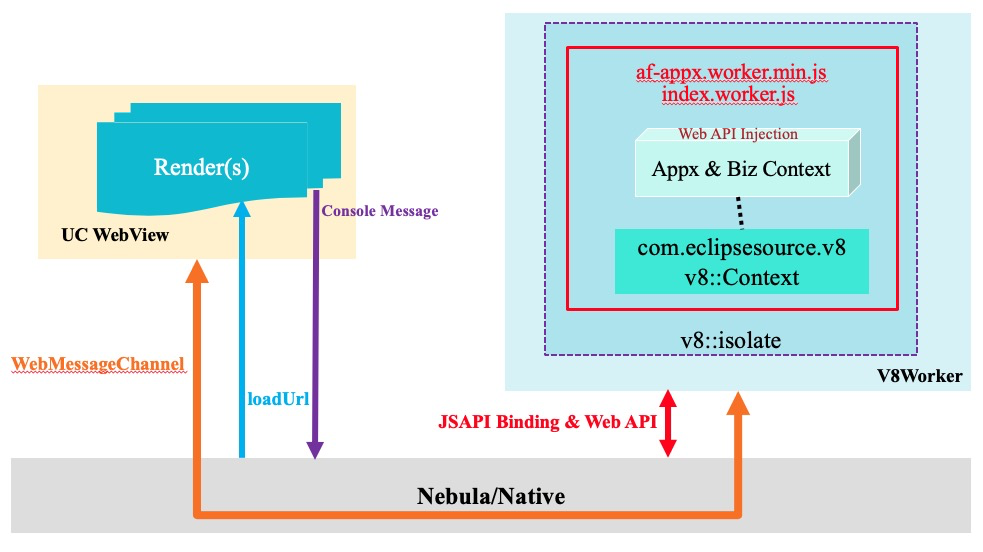 Render(s)
UC WebView
Console Message
WebMessageChannel
loadUrl
af-appx.worker.min.js
index.worker.js
Web API Injection
Appx & Biz Context
com.eclipsesource.v8
v8::Context
v8::isolate
V8Worker
JSAPI Binding & Web API
Nebula/Native